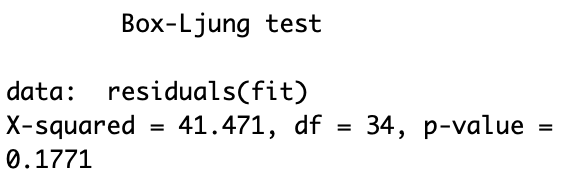 Box-Ljung test
data:  residuals(fit)
X-squared = 41.471, df = 34, p-value =
0.1771